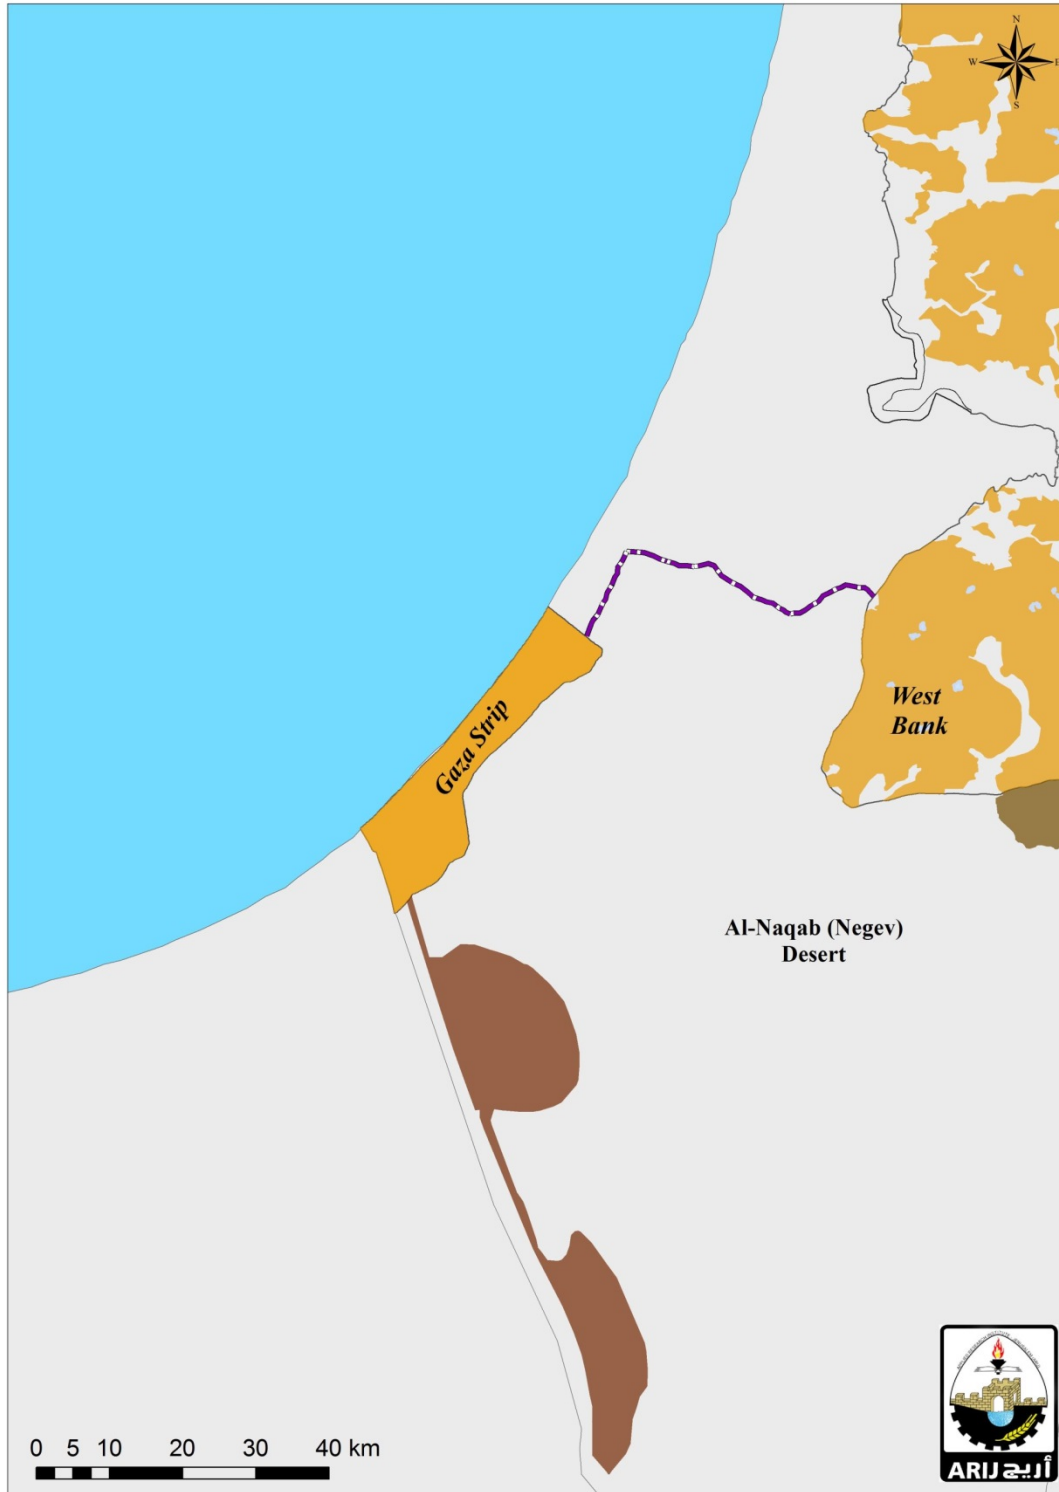 N
W E
S
West
Bank
Gaza Strip
Al-Naqab (Negev)
Desert
0 5 10 20 30 40 km
ARIJ أريج